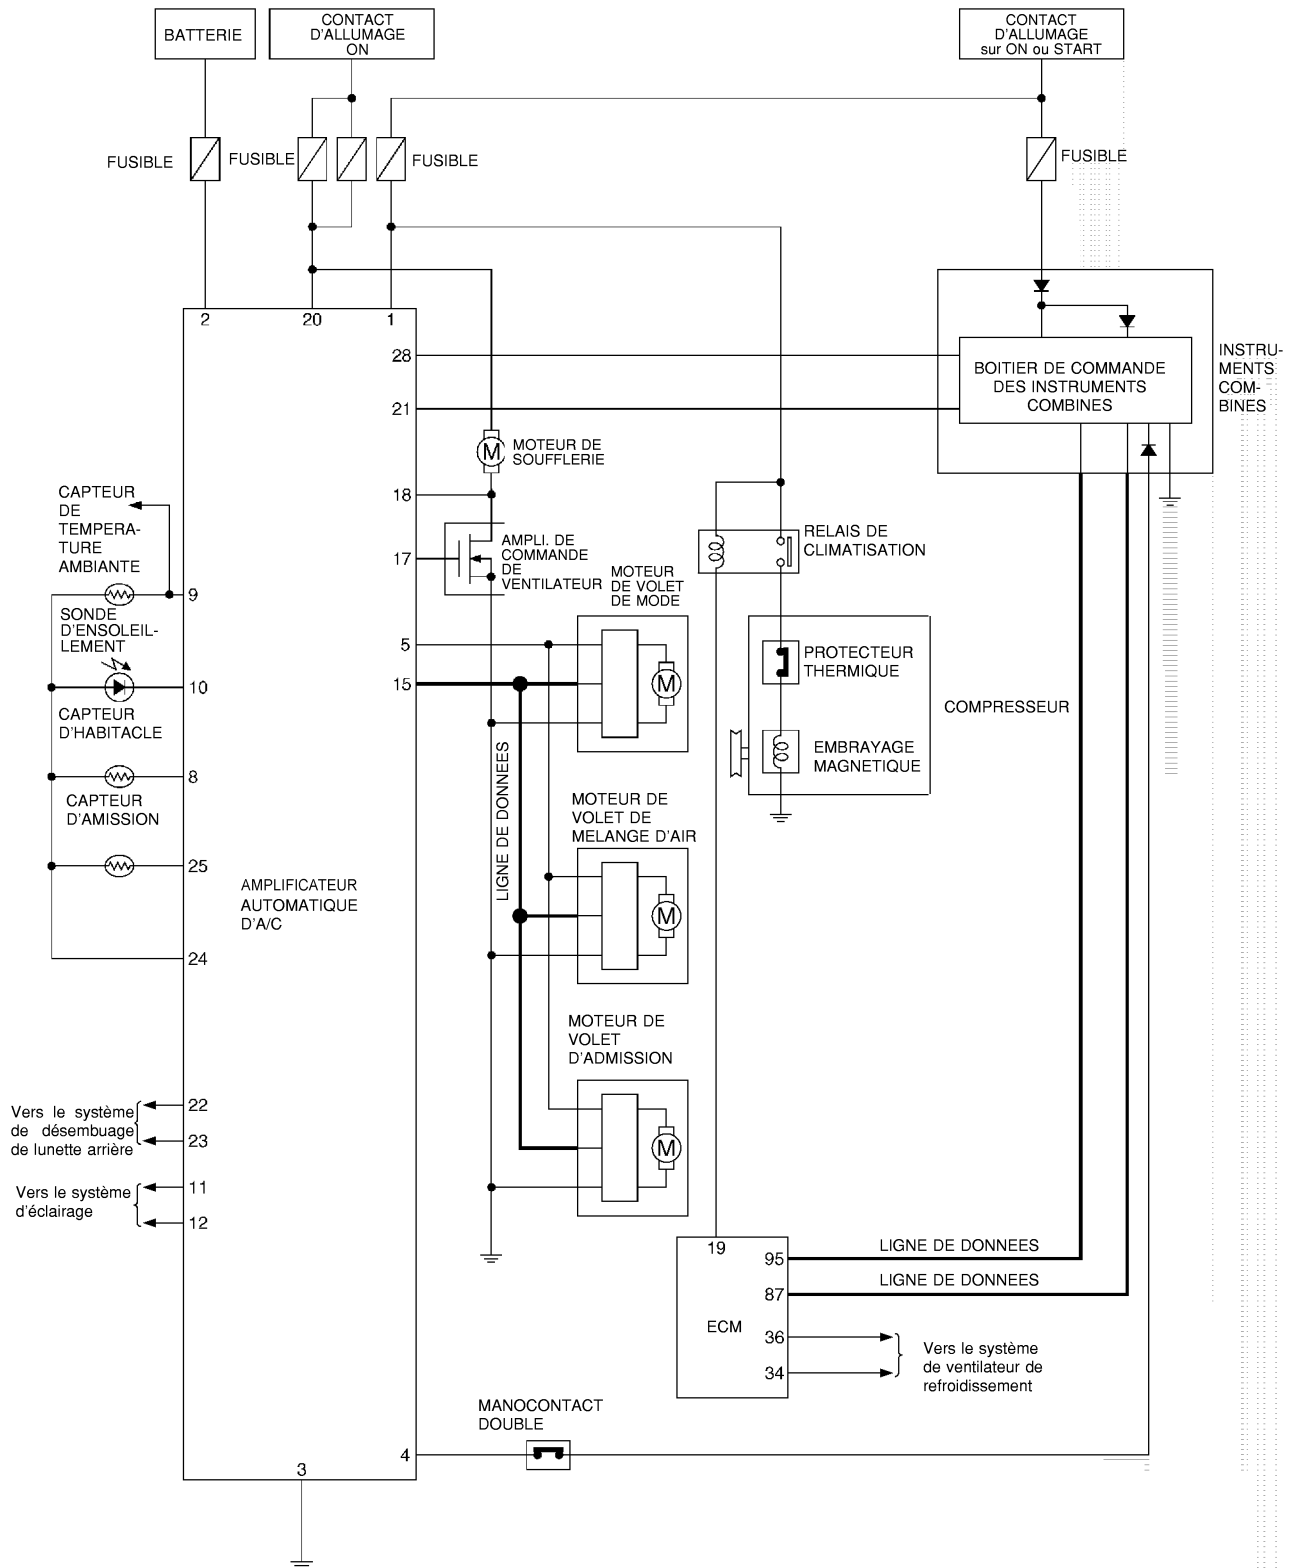 BATTERIE
CONTACT
D'ALLUMAGE
ON
CONTACT
D'ALLUMAGE
sur ON ou START
FUSIBLE
FUSIBLE
FUSIBLE
FUSIBLE
2
20
1
28
21
18
17
5
15
INSTRU-
MENTS
COM-
BINES
BOITIER DE COMMANDE
DES INSTRUMENTS
COMBINES
M
MOTEUR DE
SOUFFLERIE
CAPTEUR
DE
TEMPERA-
TURE
AMBIANTE
9
SONDE
D'ENSOLEIL-
LEMENT
10
CAPTEUR
D'HABITACLE
8
CAPTEUR
D'AMISSION
25
24
AMPLI. DE
COMMANDE
DE
VENTILATEUR
RELAIS DE
CLIMATISATION
MOTEUR
DE VOLET
DE MODE
M
PROTECTEUR
THERMIQUE
COMPRESSEUR
EMBRAYAGE
MAGNETIQUE
LIGNE DE DONNEES
MOTEUR DE
VOLET DE
MELANGE D'AIR
M
AMPLIFICATEUR
AUTOMATIQUE
D'A/C
MOTEUR DE
VOLET
D'ADMISSION
M
Vers le système
de désembuage
de lunette arrière
22
23
Vers le système
d'éclairage
11
12
19
95
87
36
34
ECM
LIGNE DE DONNEES
LIGNE DE DONNEES
Vers le système
de ventilateur de
refroidissement
MANOCONTACT
DOUBLE
4
3